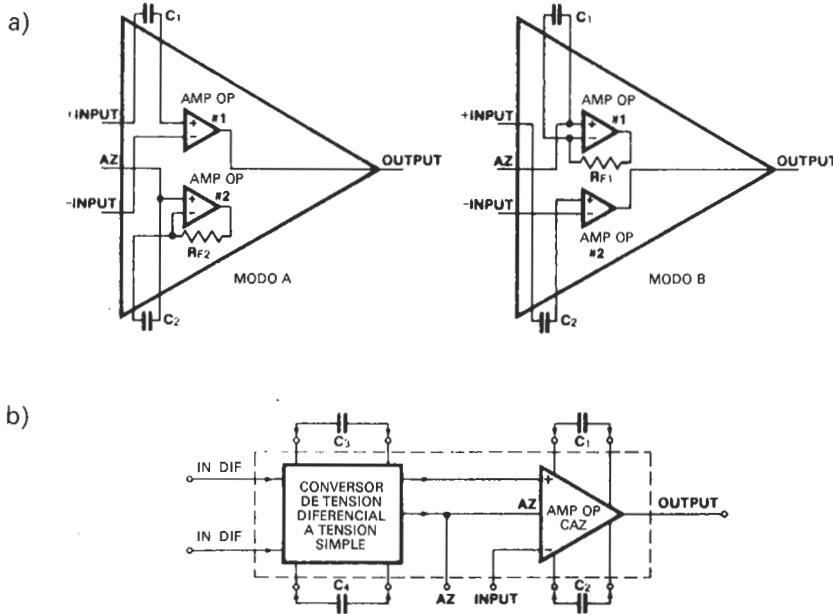 a)
C1
+INPUT
AZ
-INPUT
AMP OP
#1
AMP OP
#2
RF2
OUTPUT
MODO A
C2
C1
+INPUT
AZ
-INPUT
AMP OP
#1
RF1
AMP OP
#2
OUTPUT
MODO B
C2
b)
C3
IN DIF
IN DIF
CONVERSOR
DE TENSION
DIFERENCIAL
A TENSION
SIMPLE
C4
AZ
INPUT
AZ
+
-
AMP OP
CAZ
C1
C2
OUTPUT